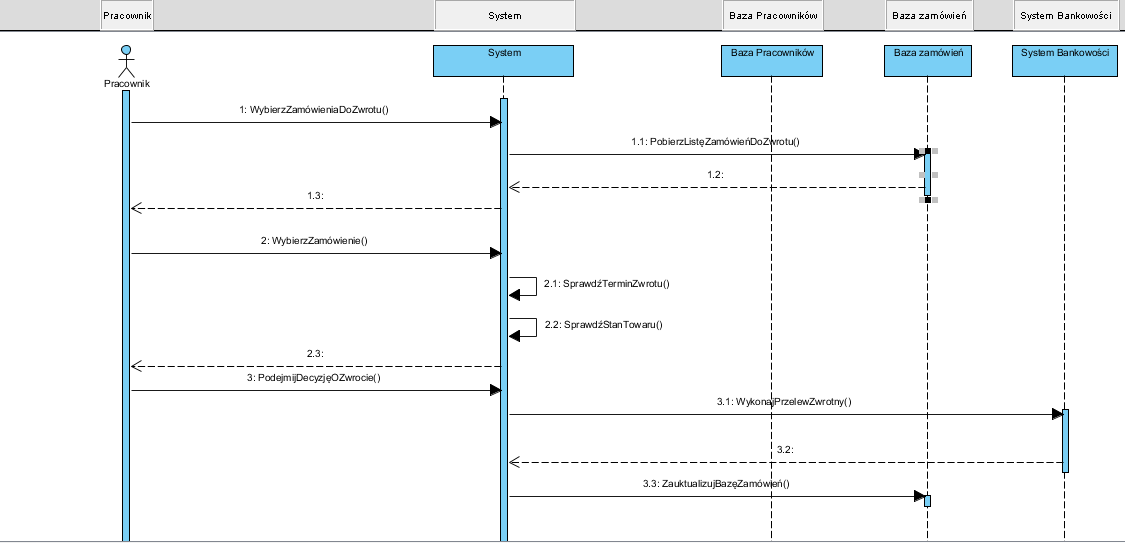 Pracownik System Baza Pracowników Baza zamówień System Bankowości
System Baza Pracowników Baza zamówień System Bankowości
Pracownik
1: WybierzZamówieniaDoZwrotu()
1.1: PobierzListęZamówieńDoZwrotu()
1.2:
1.3:
2: WybierzZamówienie()
2.1: SprawdźTerminZwrotu()
2.2: SprawdźStanTowaru()
2.3:
3: PodejmijDecyzjęOZwrocie()
3.1: WykonajPrzelewZwrotny()
3.2:
3.3: ZauktualizujBazęZamówień()